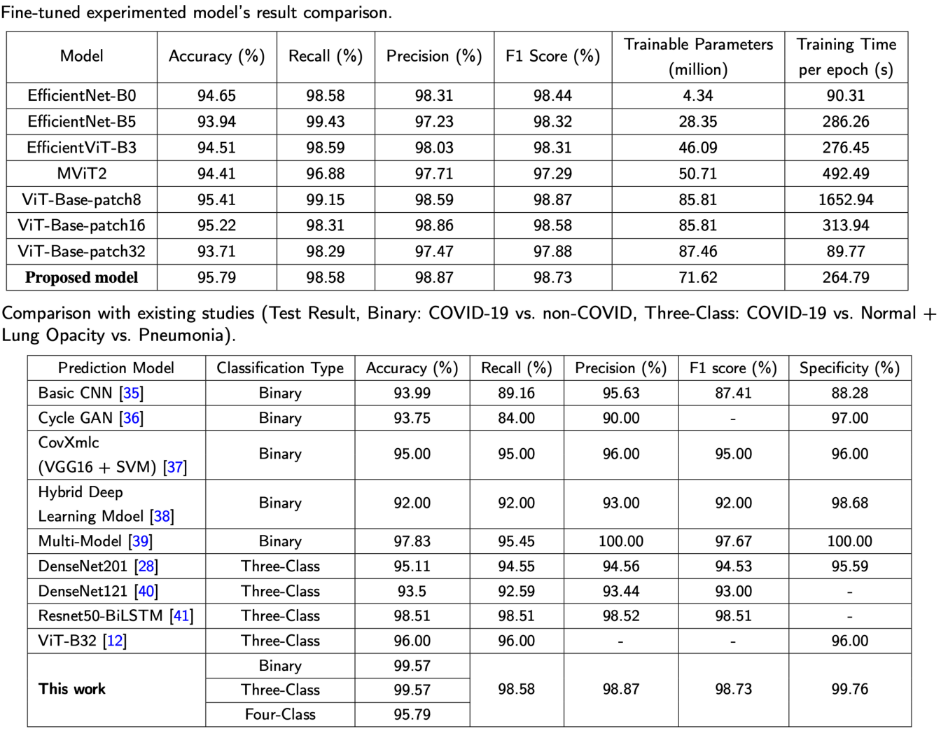 Fine-tuned experimented model's result comparison.
Model Accuracy (%) Recall (%) Precision (%) F1 Score (%) Trainable Parameters (million) Training Time per epoch (s)
EfficientNet-B0 94.65 98.58 98.31 98.44 4.34 90.31
EfficientNet-B5 93.94 99.43 97.23 98.32 28.35 286.26
EfficientViT-B3 94.51 98.59 98.03 98.31 46.09 276.45
MViT2 94.41 96.88 97.71 97.29 50.71 492.49
ViT-Base-patch8 95.41 99.15 98.59 98.87 85.81 1652.94
ViT-Base-patch16 95.22 98.31 98.86 98.58 85.81 313.94
ViT-Base-patch32 93.71 98.29 97.47 97.88 87.46 89.77
Proposed model 95.79 98.58 98.87 98.73 71.62 264.79
Comparison with existing studies (Test Result, Binary: COVID-19 vs. non-COVID, Three-Class: COVID-19 vs. Normal +
Lung Opacity vs. Pneumonia).
Prediction Model Classification Type Accuracy (%) Recall (%) Precision (%) F1 score (%) Specificity (%)
Basic CNN [35] Binary 93.99 89.16 95.63 87.41 88.28
Cycle GAN [36] Binary 93.75 84.00 90.00 - 97.00
CovXmlc
(VGG16 + SVM) [37] Binary 95.00 95.00 96.00 95.00 96.00
Hybrid Deep
Learning Mdoel [38] Binary 92.00 92.00 93.00 92.00 98.68
Multi-Model [39] Binary 97.83 95.45 100.00 97.67 100.00
DenseNet201 [28] Three-Class 95.11 94.55 94.56 94.53 95.59
DenseNet121 [40] Three-Class 93.5 92.59 93.44 93.00 -
Resnet50-BiLSTM [41] Three-Class 98.51 98.51 98.52 98.51 -
ViT-B32 [12] Three-Class 96.00 96.00 - - 96.00
Binary 99.57
This work Three-Class 99.57 98.58 98.87 98.73 99.76
Four-Class 95.79